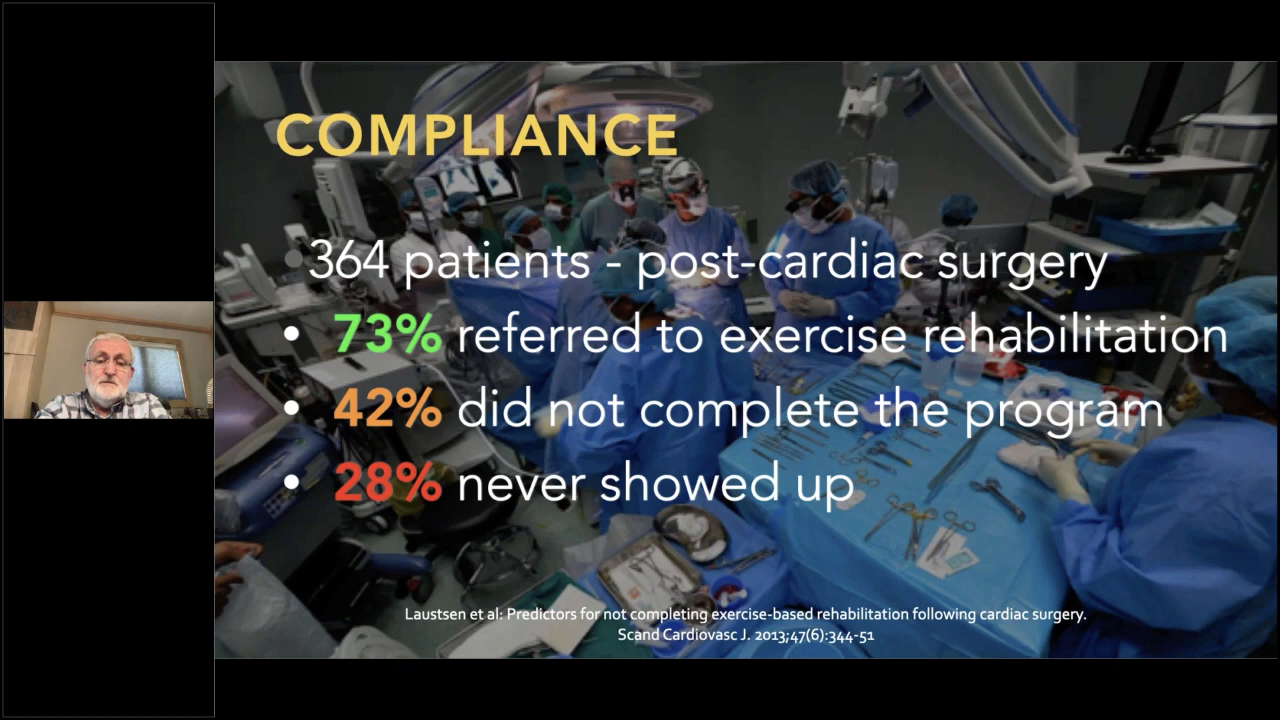 COMPLIANCE
•364 patients - post-cardiac surgery
• 73% referred to exercise rehabilitation
• 42% did not complete the program
• 28% never showed up
Laustsen et al: Predictors for not completing exercise-based rehabilitation following cardiac surgery.
Scand Cardiovasc J. 2013;47(6):344-51